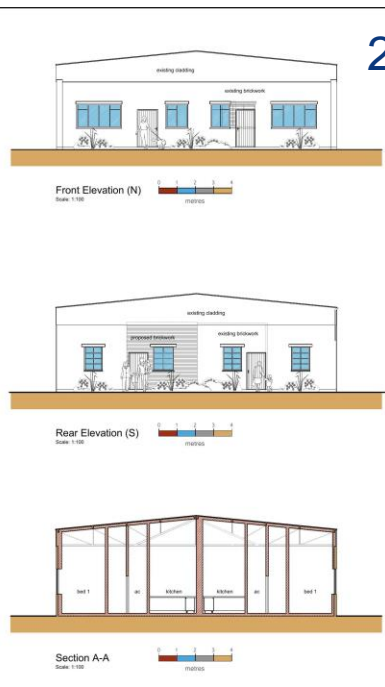 2
existing cladding
existing brickwork
Front Elevation (N)
Scale: 1:100
0 1 2 3 4
metres
existing cladding
proposed brickwork
existing brickwork
Rear Elevation (S)
Scale: 1:100
0 1 2 3 4
metres
bed 1 ac kitchen kitchen ac bed 1
Section A-A
Scale: 1:100
0 1 2 3 4
metres